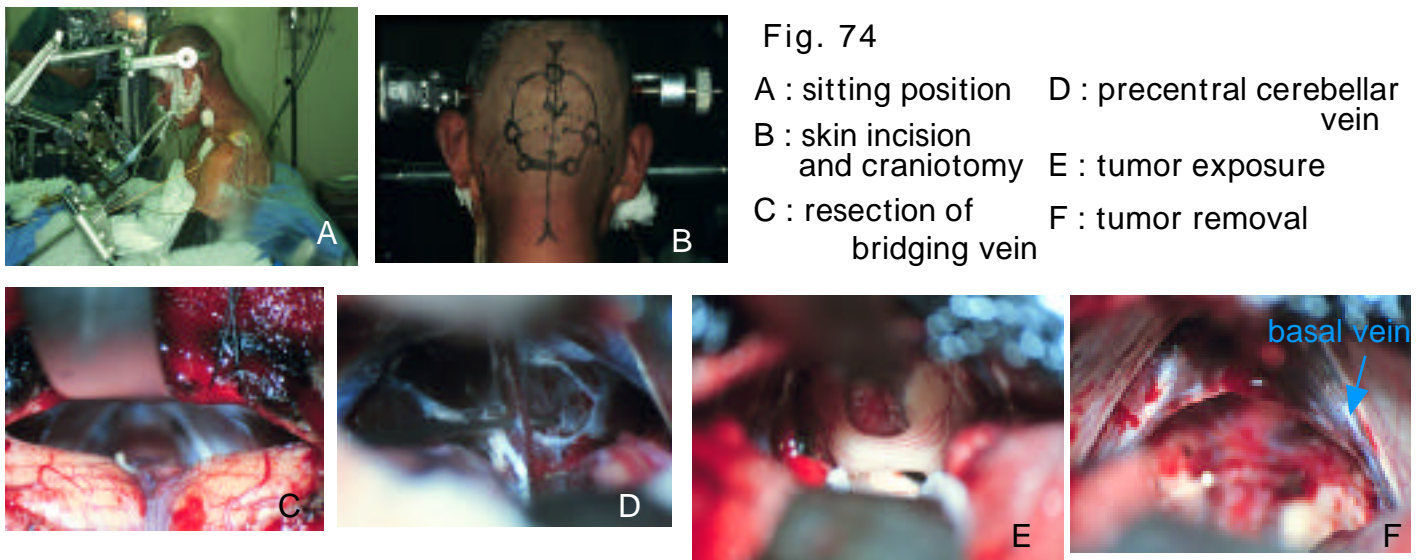 Fig. 74
A : sitting position
B : skin incision
and craniotomy
C : resection of
bridging vein
D : precentral cerebellar
vein
E : tumor exposure
F : tumor removal
A
B
C
D
E
basal vein
F